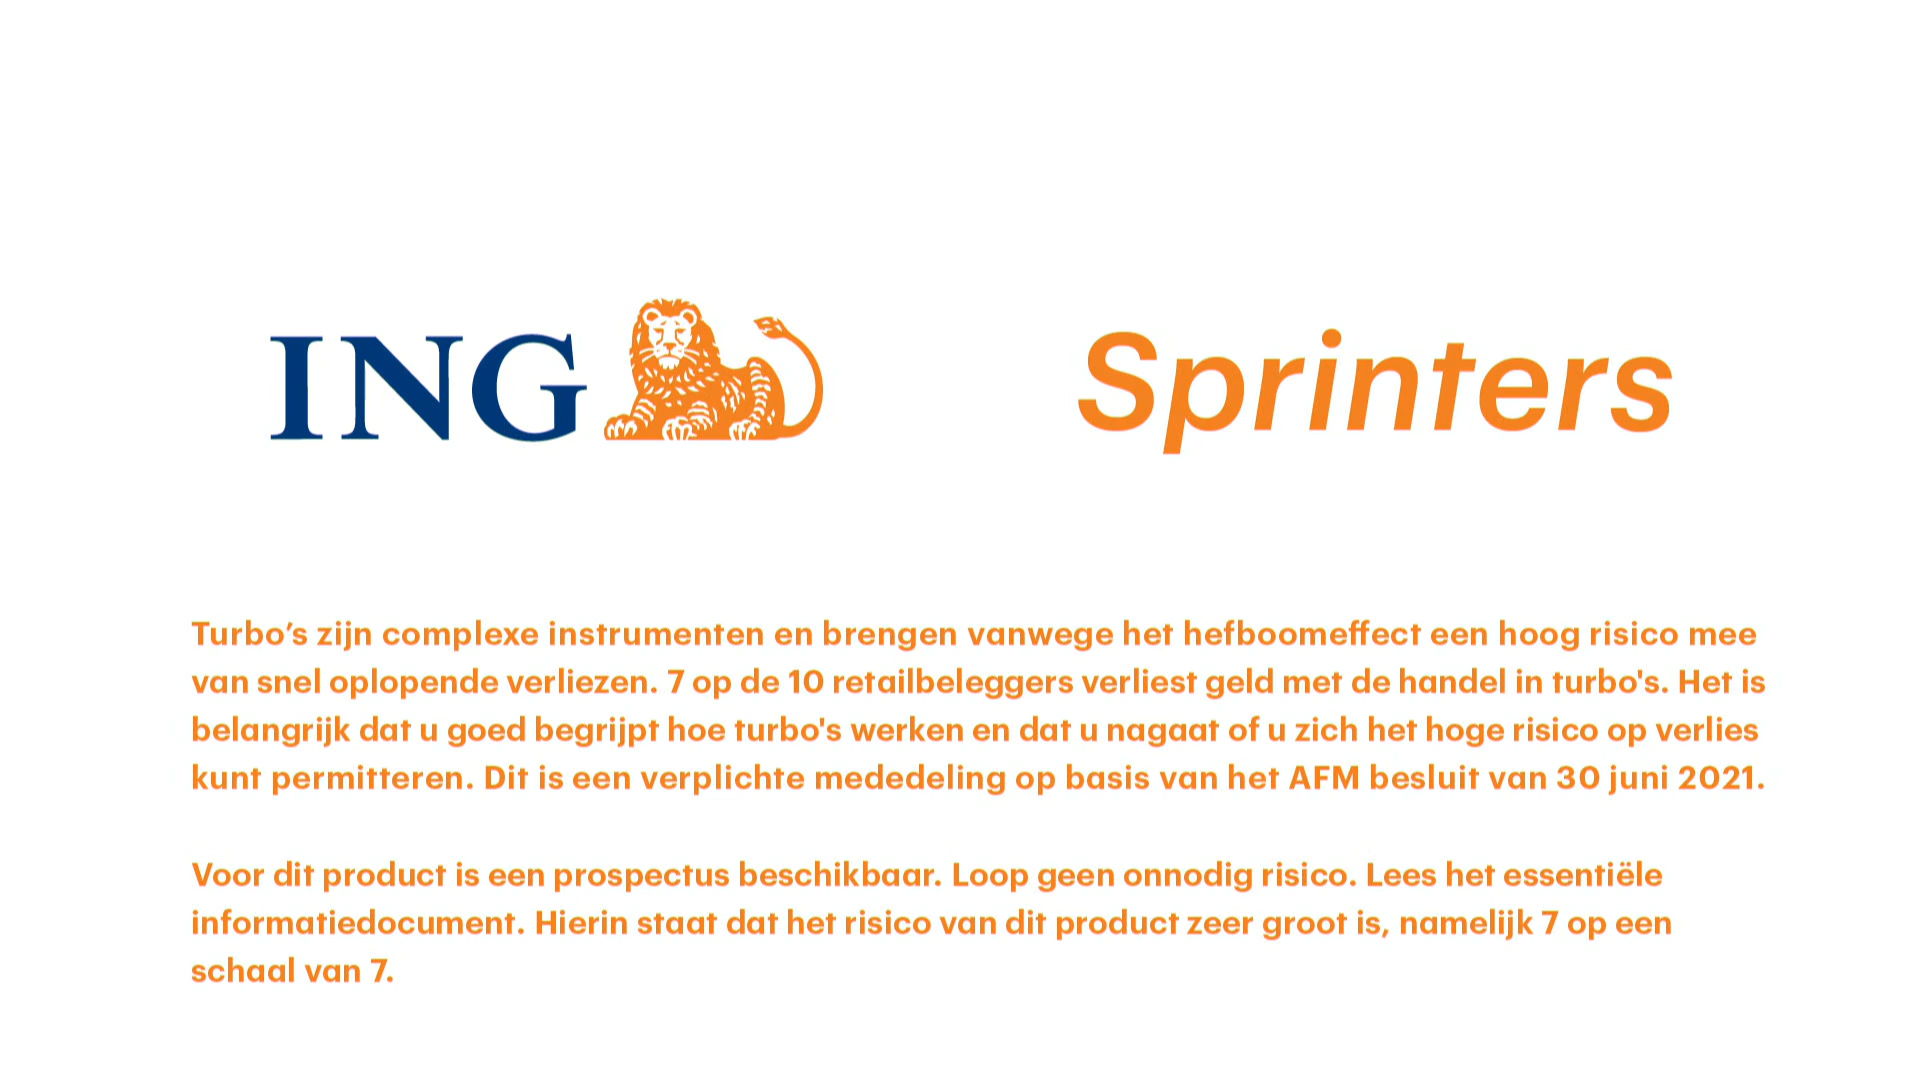 ING
Sprinters
Turbo’s zijn complexe instrumenten en brengen vanwege het hefboomeffect een hoog risico mee
van snel oplopende verliezen. 7 op de 10 retailbeleggers verliest geld met de handel in turbo's. Het is
belangrijk dat u goed begrijpt hoe turbo's werken en dat u nagaat of u zich het hoge risico op verlies
kunt permitteren. Dit is een verplichte mededeling op basis van het AFM besluit van 30 juni 2021.
Voor dit product is een prospectus beschikbaar. Loop geen onnodig risico. Lees het essentiële
informatiedocument. Hierin staat dat het risico van dit product zeer groot is, namelijk 7 op een
schaal van 7.